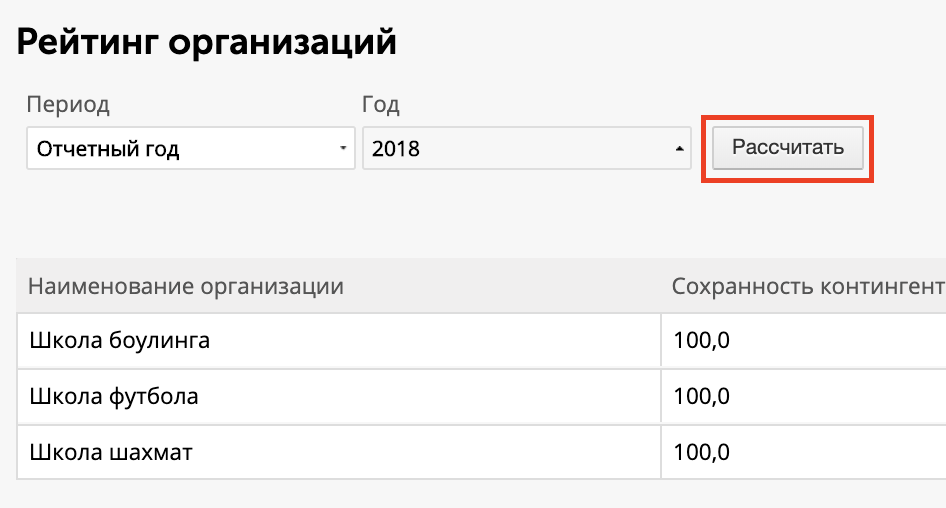 Рейтинг организаций
Период Год
Отчетный год 2018 Рассчитать
Наименование организации Сохранность контингент
Школа боулинга 100,0
Школа футбола 100,0
Школа шахмат 100,0